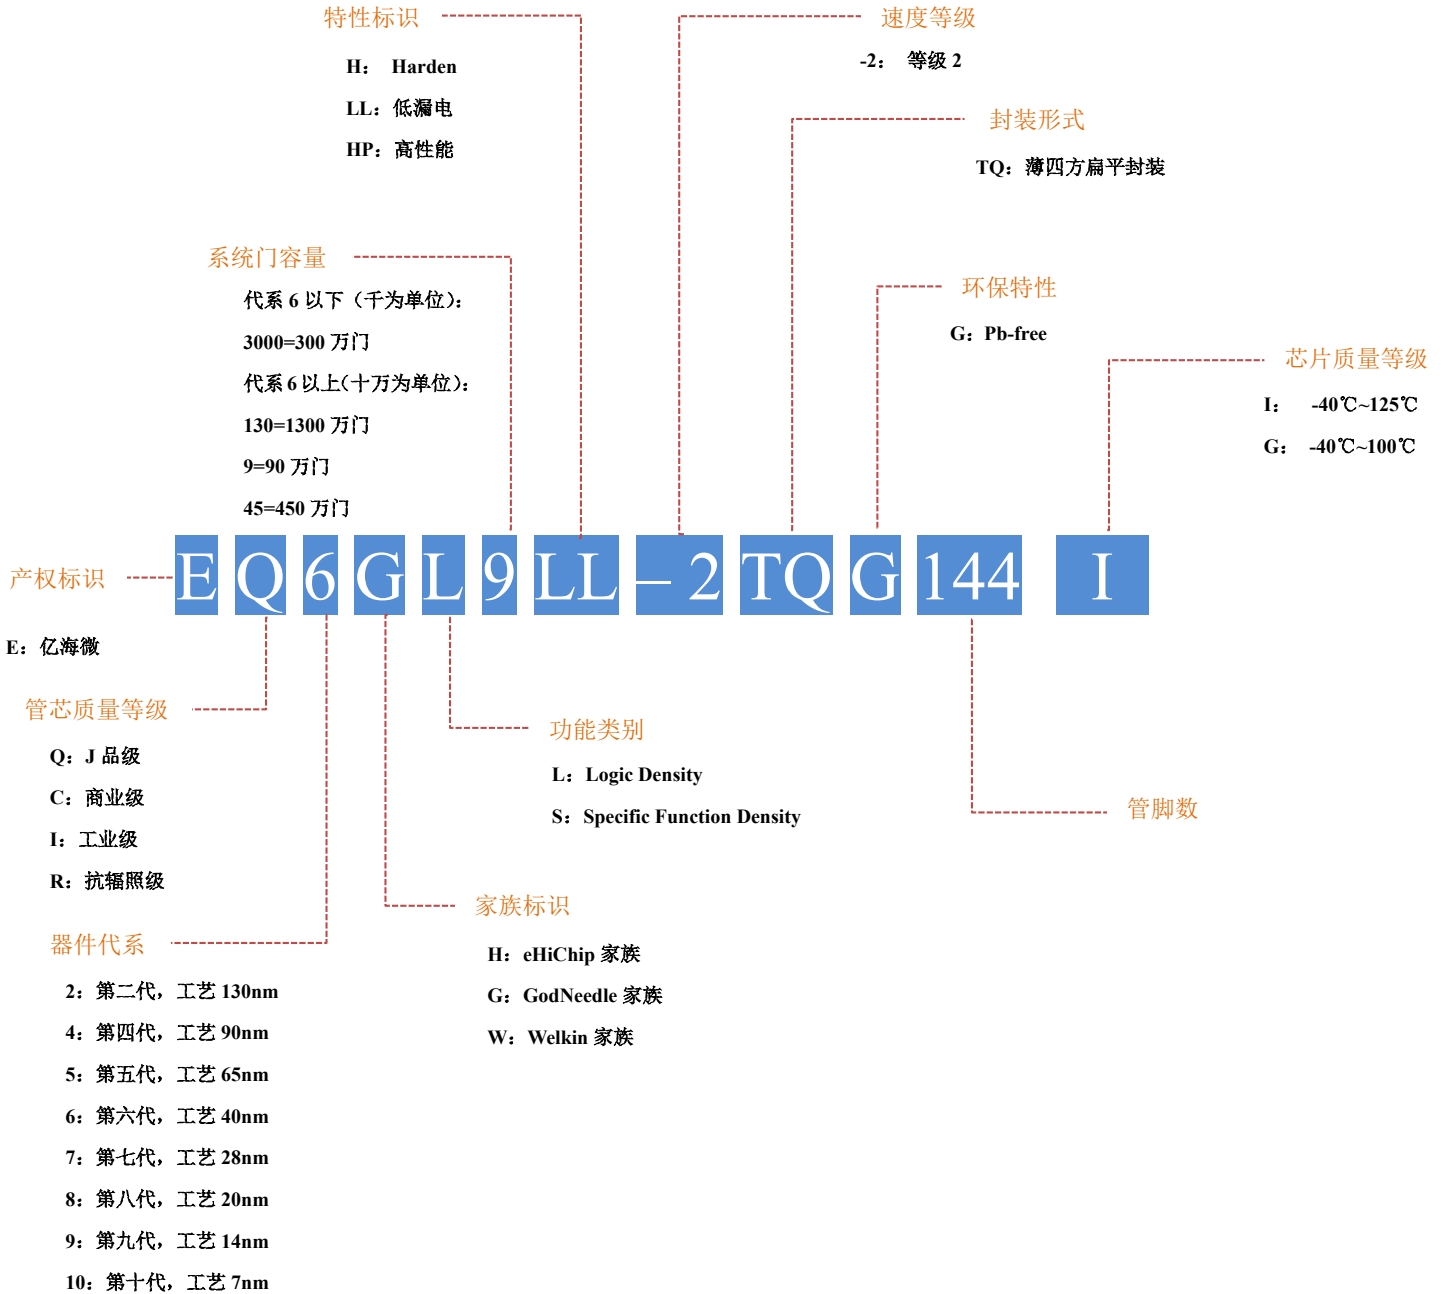 特性标识
H： Harden
LL：低漏电
HP：高性能
速度等级
-2： 等级 2
封装形式
TQ：薄四方扁平封装
系统门容量
代系 6 以下（千为单位）：
3000=300 万门
代系 6 以上（十万为单位）：
130=1300 万门
9=90 万门
45=450 万门
环保特性
G：Pb-free
芯片质量等级
I： -40℃~125℃
G： -40℃~100℃
产权标识
E Q 6 G L 9 LL –2 TQ G 144 I
E：亿海微
管芯质量等级
Q：J 品级
C：商业级
I：工业级
R：抗辐照级
功能类别
L：Logic Density
S：Specific Function Density
管脚数
器件代系
2：第二代，工艺 130nm
4：第四代，工艺 90nm
5：第五代，工艺 65nm
6：第六代，工艺 40nm
7：第七代，工艺 28nm
8：第八代，工艺 20nm
9：第九代，工艺 14nm
10：第十代，工艺 7nm
家族标识
H：eHiChip 家族
G：GodNeedle 家族
W：Welkin 家族